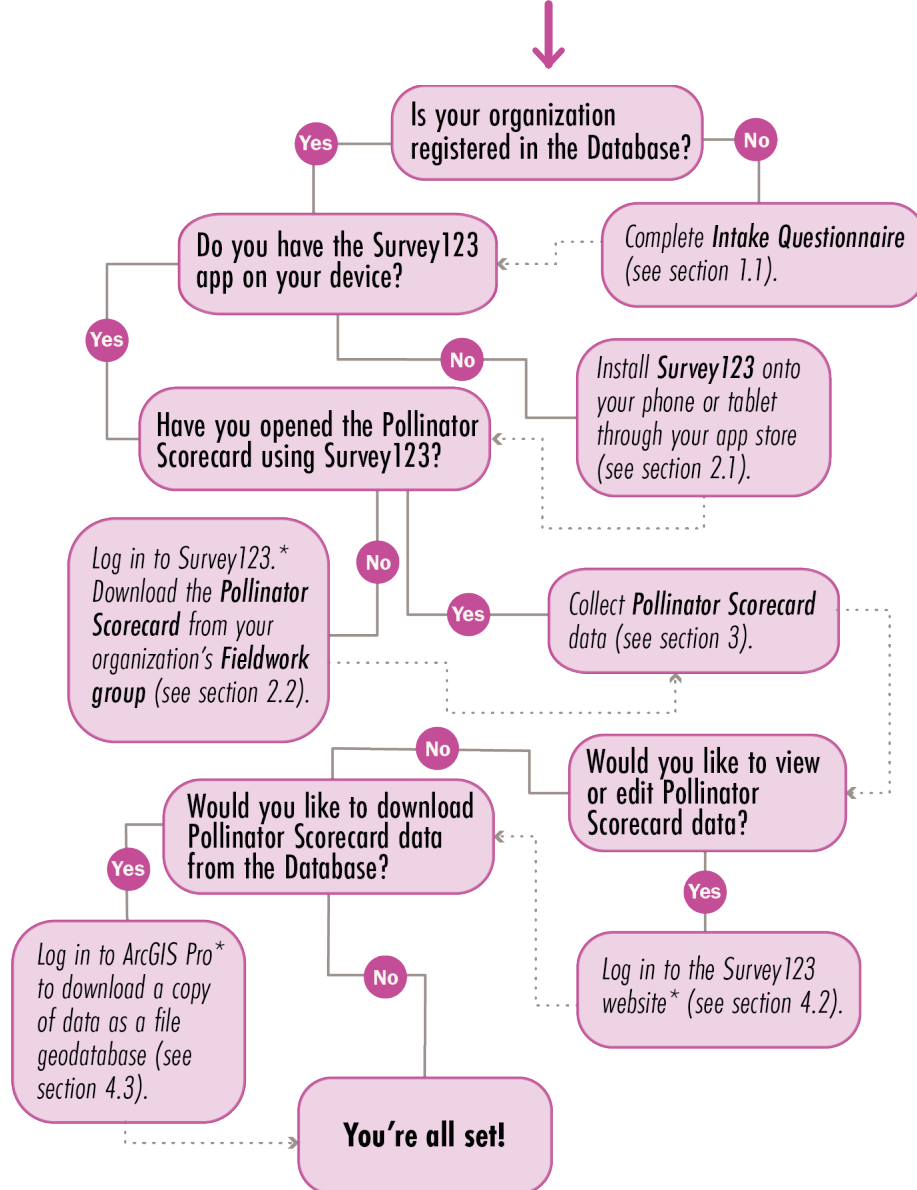 Is your organization
registered in the Database?
Yes
No
Do you have the Survey123
app on your device?
Complete Intake Questionnaire
(see section 1.1).
Yes
No
Install Survey123 onto
your phone or tablet
through your app store
(see section 2.1).
Have you opened the Pollinator
Scorecard using Survey123?
No
Log in to Survey123.*
Download the Pollinator
Scorecard from your
organization's Fieldwork
group (see section 2.2).
Yes
Collect Pollinator Scorecard
data (see section 3).
Would you like to view
or edit Pollinator
Scorecard data?
No
Would you like to download
Pollinator Scorecard data
from the Database?
Yes
Yes
Log in to the Survey123
website* (see section 4.2).
Log in to ArcGIS Pro*
to download a copy
of data as a file
geodatabase (see
section 4.3).
No
You're all set!